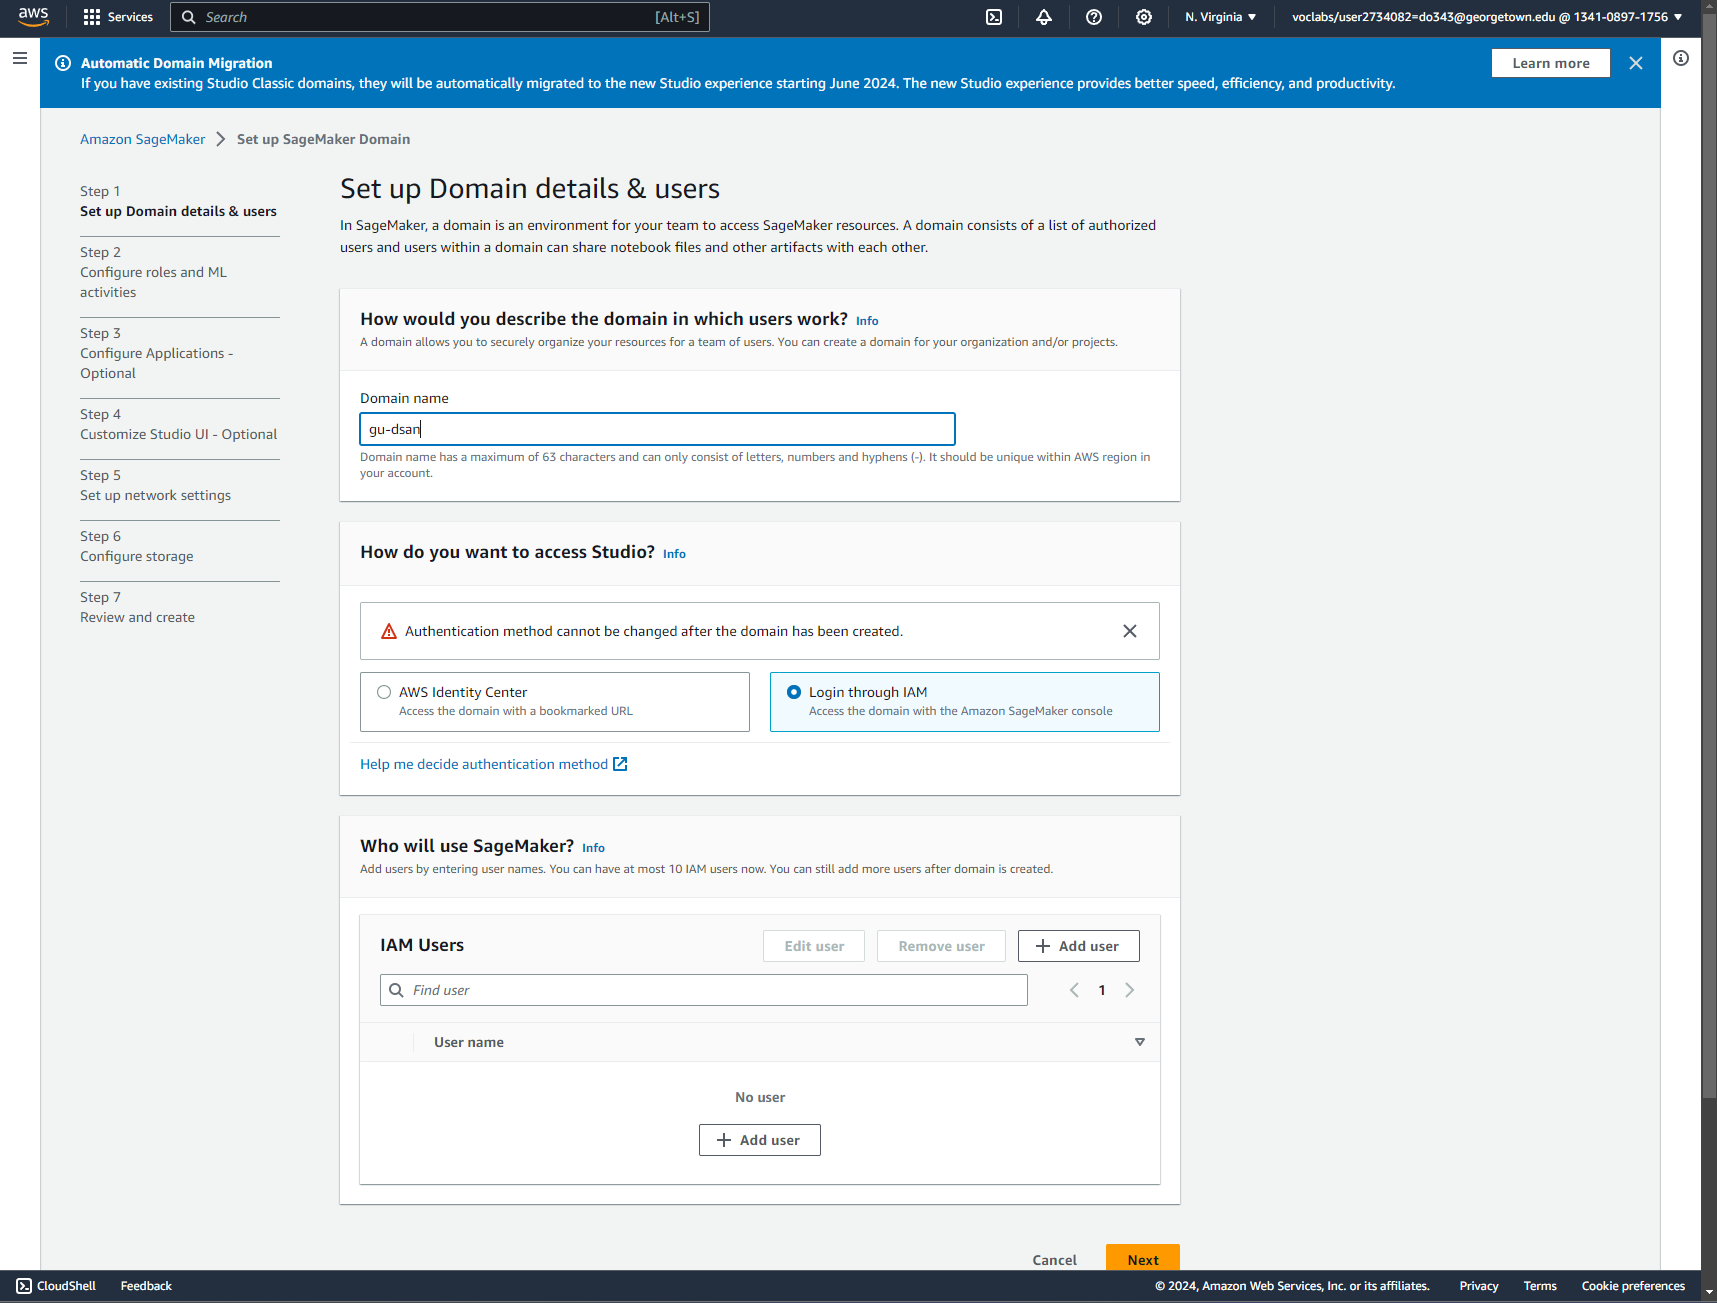 aws
Services
Search
[Alt+S]
N. Virginia
voclabs/user2734082=do343@georgetown.edu @ 1341-0897-1756
Automatic Domain Migration
If you have existing Studio Classic domains, they will be automatically migrated to the new Studio experience starting June 2024. The new Studio experience provides better speed, efficiency, and productivity.
Learn more
Amazon SageMaker
Set up SageMaker Domain
Step 1
Set up Domain details & users
Step 2
Configure roles and ML
activities
Step 3
Configure Applications -
Optional
Step 4
Customize Studio UI - Optional
Step 5
Set up network settings
Step 6
Configure storage
Step 7
Review and create
Set up Domain details & users
In SageMaker, a domain is an environment for your team to access SageMaker resources. A domain consists of a list of authorized
users and users within a domain can share notebook files and other artifacts with each other.
How would you describe the domain in which users work? Info
A domain allows you to securely organize your resources for a team of users. You can create a domain for your organization and/or projects.
Domain name
gu-dsan
Domain name has a maximum of 63 characters and can only consist of letters, numbers and hyphens (-). It should be unique within AWS region in
your account.
How do you want to access Studio? Info
Authentication method cannot be changed after the domain has been created.
AWS Identity Center
Access the domain with a bookmarked URL
Login through IAM
Access the domain with the Amazon SageMaker console
Help me decide authentication method
Who will use SageMaker? Info
Add users by entering user names. You can have at most 10 IAM users now. You can still add more users after domain is created.
IAM Users
Edit user
Remove user
Add user
Find user
1
User name
No user
Add user
Cancel
Next
CloudShell
Feedback
© 2024, Amazon Web Services, Inc. or its affiliates.
Privacy
Terms
Cookie preferences